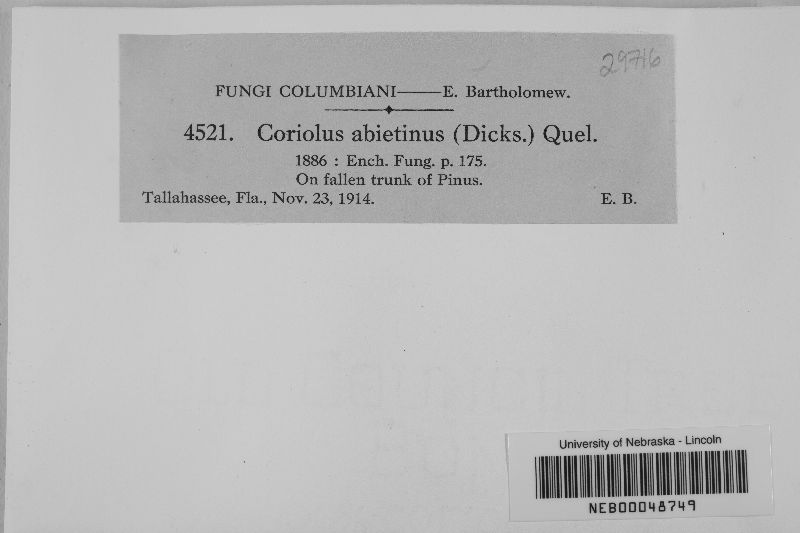 29716
FUNGI COLUMBIANI——E. Bartholomew.
4521. Coriolus abietinus (Dicks.) Quel.
1886 : Ench. Fung. p. 175.
On fallen trunk of Pinus.
Tallahassee, Fla., Nov. 23, 1914. E. B.
University of Nebraska - Lincoln
NEB00048749